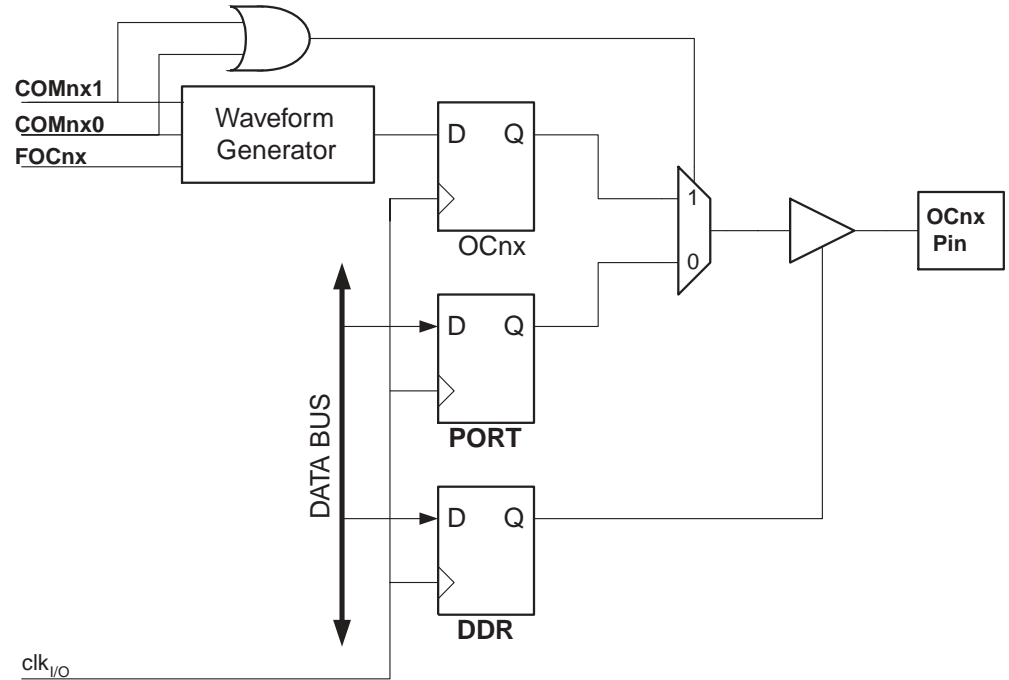 COMnx1
COMnx0
FOCnx
Waveform
Generator
D Q
OCnx
1
0
OCnx
Pin
D Q
PORT
DATA BUS
D Q
DDR
clkI/O